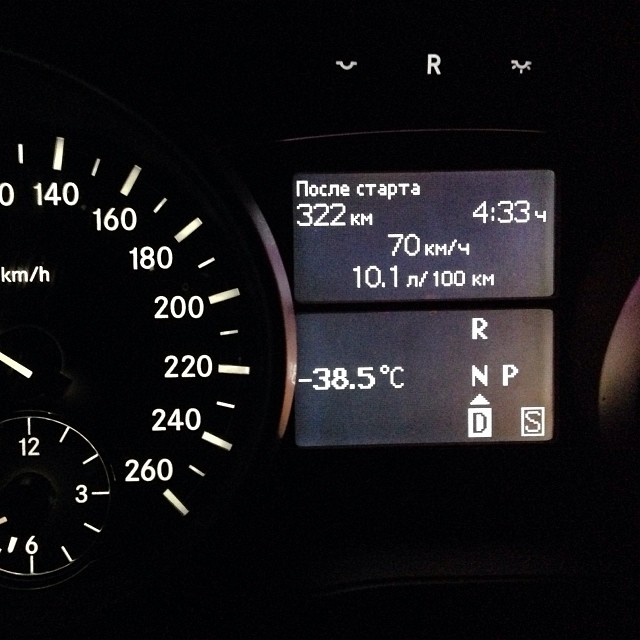 R
0 140
160
180
km/h
200
220
240
260
12
3
6
После старта
322 км 4:33 ч
70 км/ч
10.1 л/100 км
R
-38.5°C N P
D S